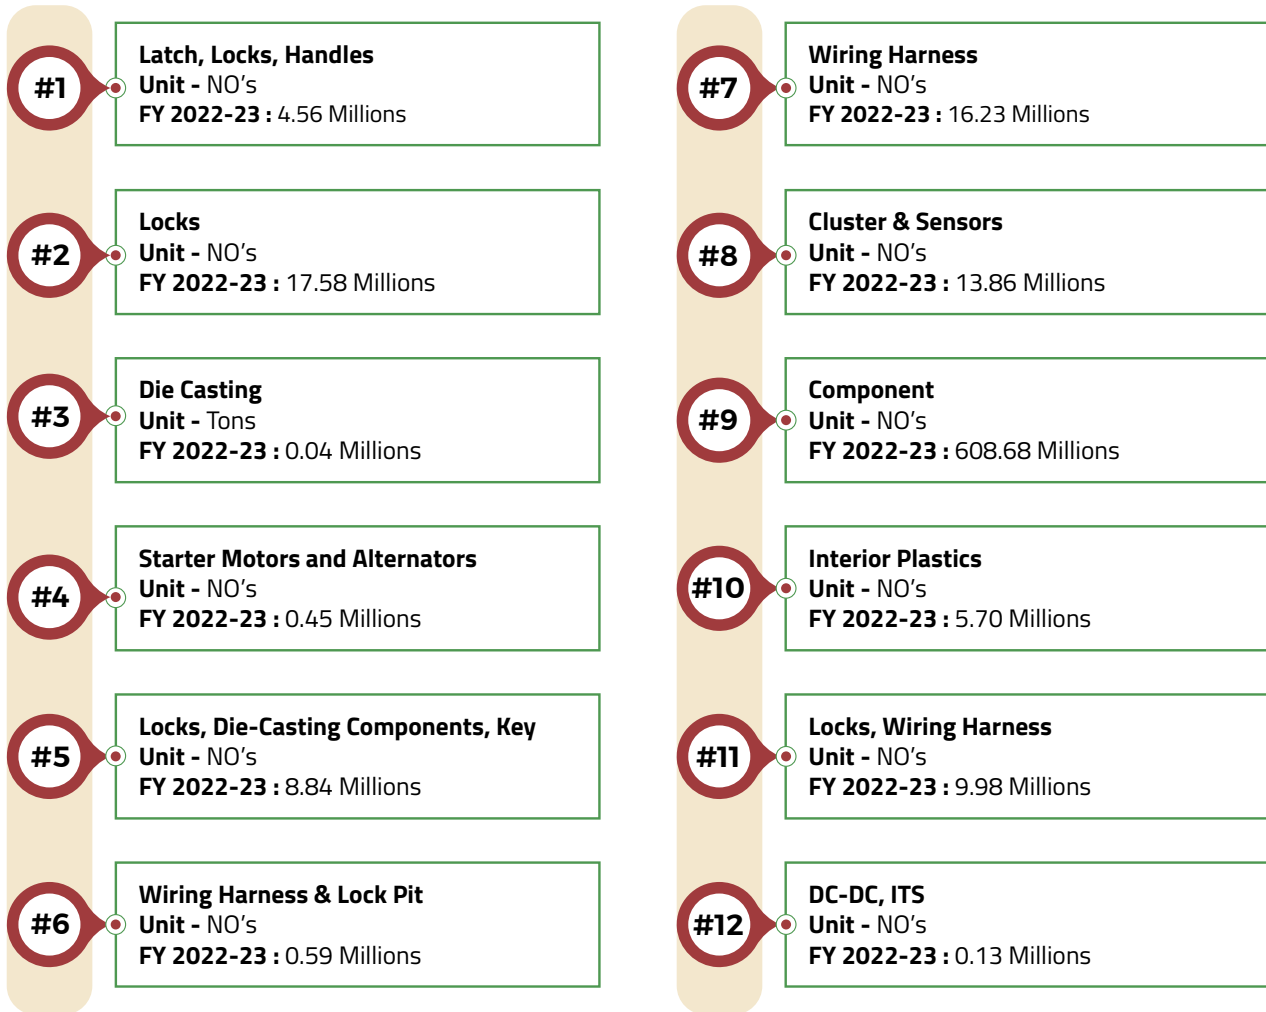 #1
Latch, Locks, Handles
Unit - NO’s
FY 2022-23 : 4.56 Millions
#2
Locks
Unit - NO’s
FY 2022-23 : 17.58 Millions
#3
Die Casting
Unit - Tons
FY 2022-23 : 0.04 Millions
#4
Starter Motors and Alternators
Unit - NO’s
FY 2022-23 : 0.45 Millions
#5
Locks, Die-Casting Components, Key
Unit - NO’s
FY 2022-23 : 8.84 Millions
#6
Wiring Harness & Lock Pit
Unit - NO’s
FY 2022-23 : 0.59 Millions
#7
Wiring Harness
Unit - NO’s
FY 2022-23 : 16.23 Millions
#8
Cluster & Sensors
Unit - NO’s
FY 2022-23 : 13.86 Millions
#9
Component
Unit - NO’s
FY 2022-23 : 608.68 Millions
#10
Interior Plastics
Unit - NO’s
FY 2022-23 : 5.70 Millions
#11
Locks, Wiring Harness
Unit - NO’s
FY 2022-23 : 9.98 Millions
#12
DC-DC, ITS
Unit - NO’s
FY 2022-23 : 0.13 Millions